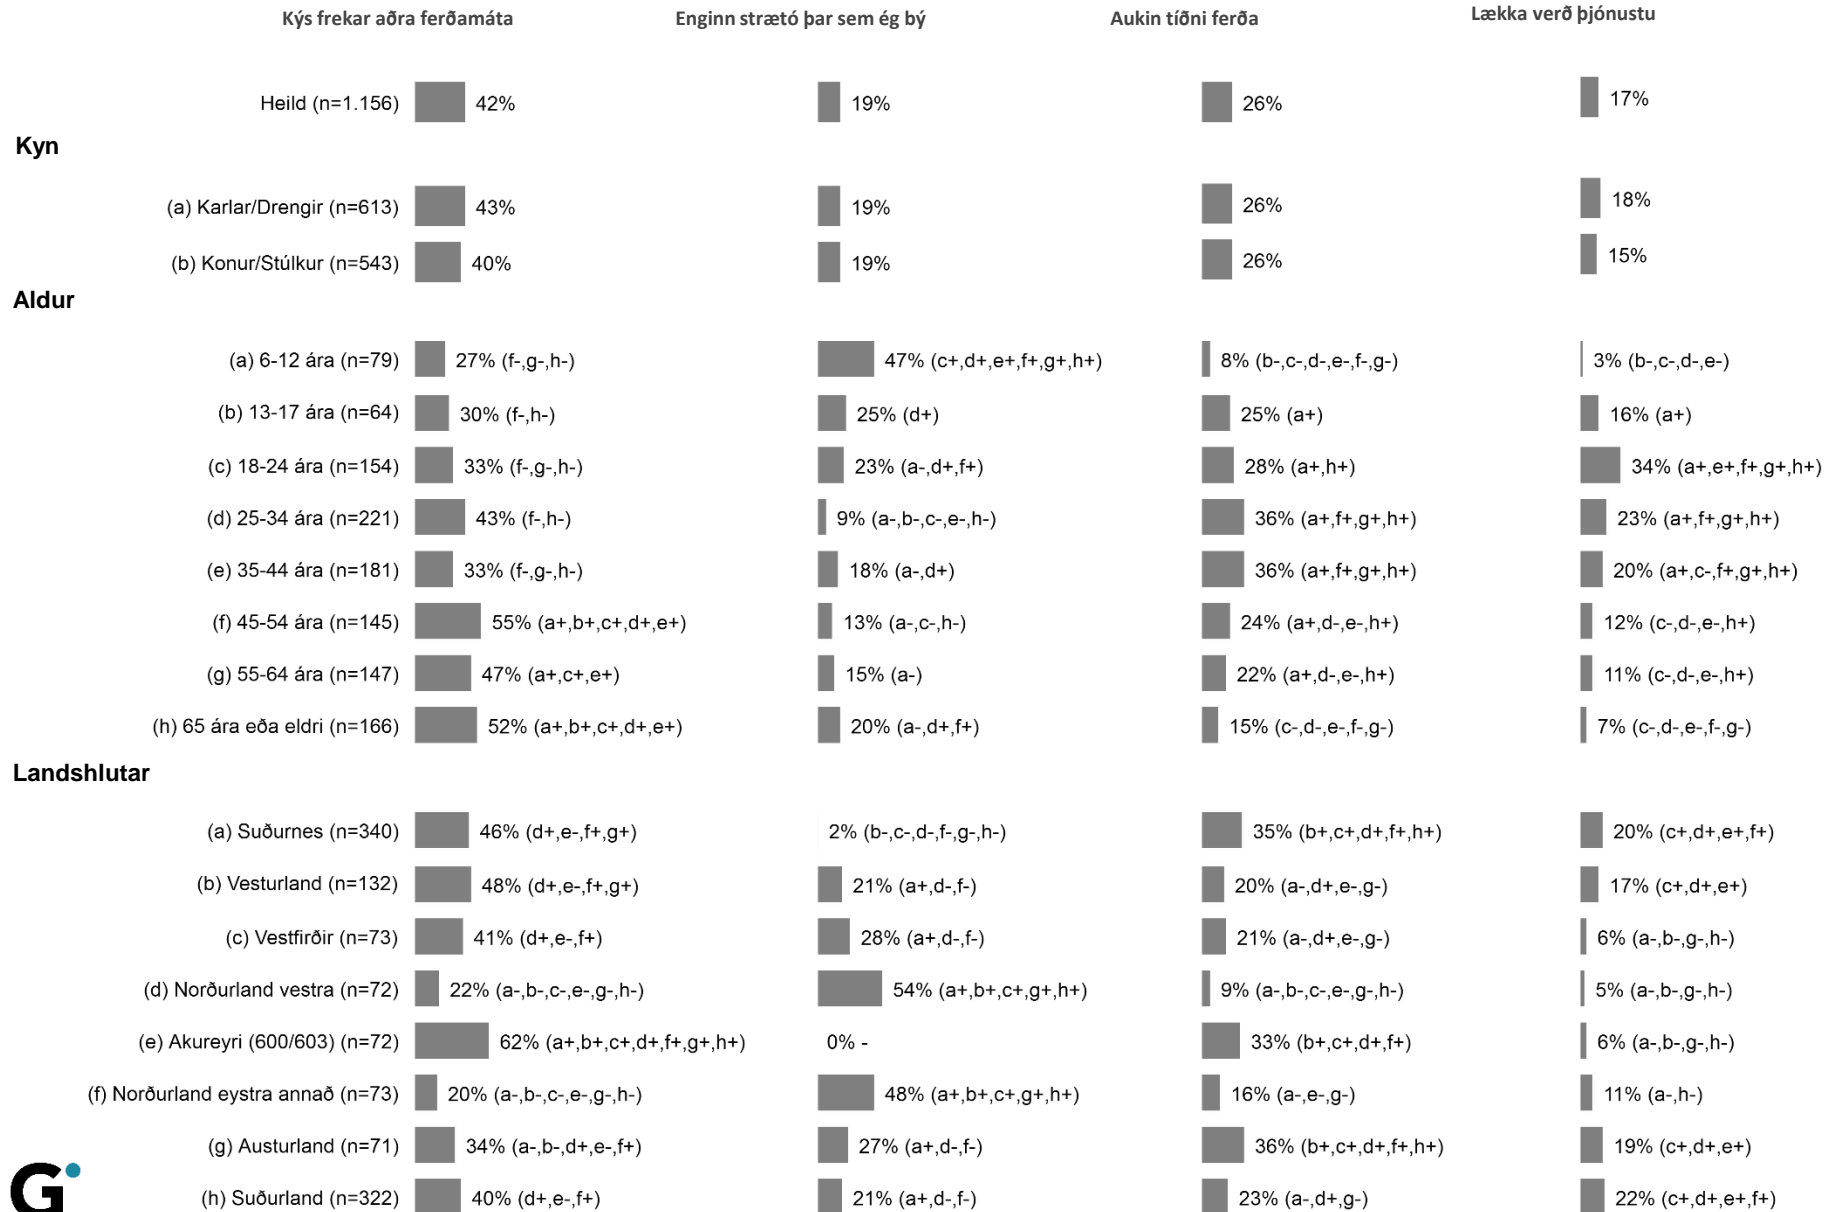 Kýs frekar aðra ferðamáta Enginn strætó þar sem ég bý Aukin tíðni ferða Lækka verð þjónustu
Heild (n=1.156) 42% 19% 26% 17%
Kyn
(a) Karlar/Drengir (n=613) 43% 19% 26% 18%
(b) Konur/Stúlkur (n=543) 40% 19% 26% 15%
Aldur
(a) 6-12 ára (n=79) 27% (f-,g-,h-) 47% (c+,d+,e+,f+,g+,h+) 8% (b-,c-,d-,e-,f-,g-) 3% (b-,c-,d-,e-)
(b) 13-17 ára (n=64) 30% (f-,h-) 25% (d+) 25% (a+) 16% (a+)
(c) 18-24 ára (n=154) 33% (f-,g-,h-) 23% (a-,d+,f+) 28% (a+,h+) 34% (a+,e+,f+,g+,h+)
(d) 25-34 ára (n=221) 43% (f-,h-) 9% (a-,b-,c-,e-,h-) 36% (a+,f+,g+,h+) 23% (a+,f+,g+,h+)
(e) 35-44 ára (n=181) 33% (f-,g-,h-) 18% (a-,d+) 36% (a+,f+,g+,h+) 20% (a+,c-,f+,g+,h+)
(f) 45-54 ára (n=145) 55% (a+,b+,c+,d+,e+) 13% (a-,c-,h-) 24% (a+,d-,e-,h+) 12% (c-,d-,e-,h+)
(g) 55-64 ára (n=147) 47% (a+,c+,e+) 15% (a-) 22% (a+,d-,e-,h+) 11% (c-,d-,e-,h+)
(h) 65 ára eða eldri (n=166) 52% (a+,b+,c+,d+,e+) 20% (a-,d+,f+) 15% (c-,d-,e-,f-,g-) 7% (c-,d-,e-,f-,g-)
Landshlutar
(a) Suðurnes (n=340) 46% (d+,e-,f+,g+) 2% (b-,c-,d-,f-,g-,h-) 35% (b+,c+,d+,f+,h+) 20% (c+,d+,e+,f+)
(b) Vesturland (n=132) 48% (d+,e-,f+,g+) 21% (a+,d-,f-) 20% (a-,d+,e-,g-) 17% (c+,d+,e+)
(c) Vestfirðir (n=73) 41% (d+,e-,f+) 28% (a+,d-,f-) 21% (a-,d+,e-,g-) 6% (a-,b-,g-,h-)
(d) Norðurland vestra (n=72) 22% (a-,b-,c-,e-,g-,h-) 54% (a+,b+,c+,g+,h+) 9% (a-,b-,c-,e-,g-,h-) 5% (a-,b-,g-,h-)
(e) Akureyri (600/603) (n=72) 62% (a+,b+,c+,d+,f+,g+,h+) 0% - 33% (b+,c+,d+,f+) 6% (a-,b-,g-,h-)
(f) Norðurland eystra annað (n=73) 20% (a-,b-,c-,e-,g-,h-) 48% (a+,b+,c+,g+,h+) 16% (a-,e-,g-) 11% (a-,h-)
(g) Austurland (n=71) 34% (a-,b-,d+,e-,f+) 27% (a+,d-,f-) 36% (b+,c+,d+,f+,h+) 19% (c+,d+,e+)
(h) Suðurland (n=322) 40% (d+,e-,f+) 21% (a+,d-,f-) 23% (a-,d+,g-) 22% (c+,d+,e+,f+)
G